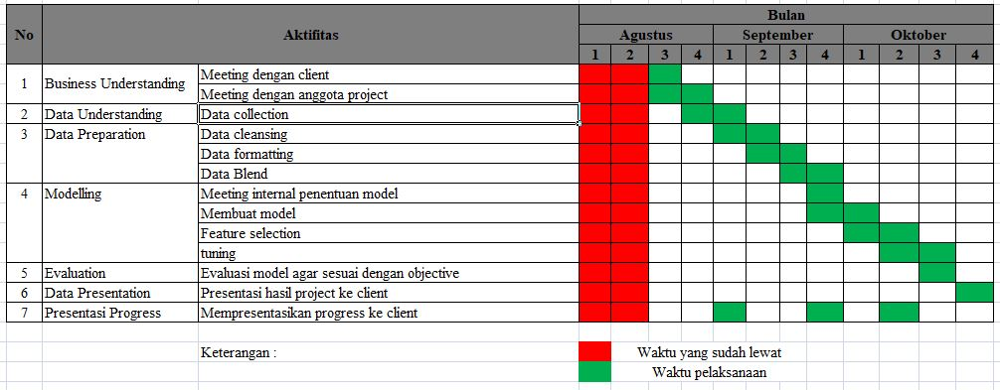 No Aktifitas Bulan
Agustus September Oktober
1 2 3 4 1 2 3 4 1 2 3 4
1 Business Understanding Meeting dengan client
Meeting dengan anggota project
2 Data Understanding Data collection
3 Data Preparation Data cleansing
Data formatting
Data Blend
4 Modelling Meeting internal penentuan model
Membuat model
Feature selection
tuning
5 Evaluation Evaluasi model agar sesuai dengan objective
6 Data Presentation Presentasi hasil project ke client
7 Presentasi Progress Mempresentasikan progress ke client
Keterangan : Waktu yang sudah lewat
Waktu pelaksanaan